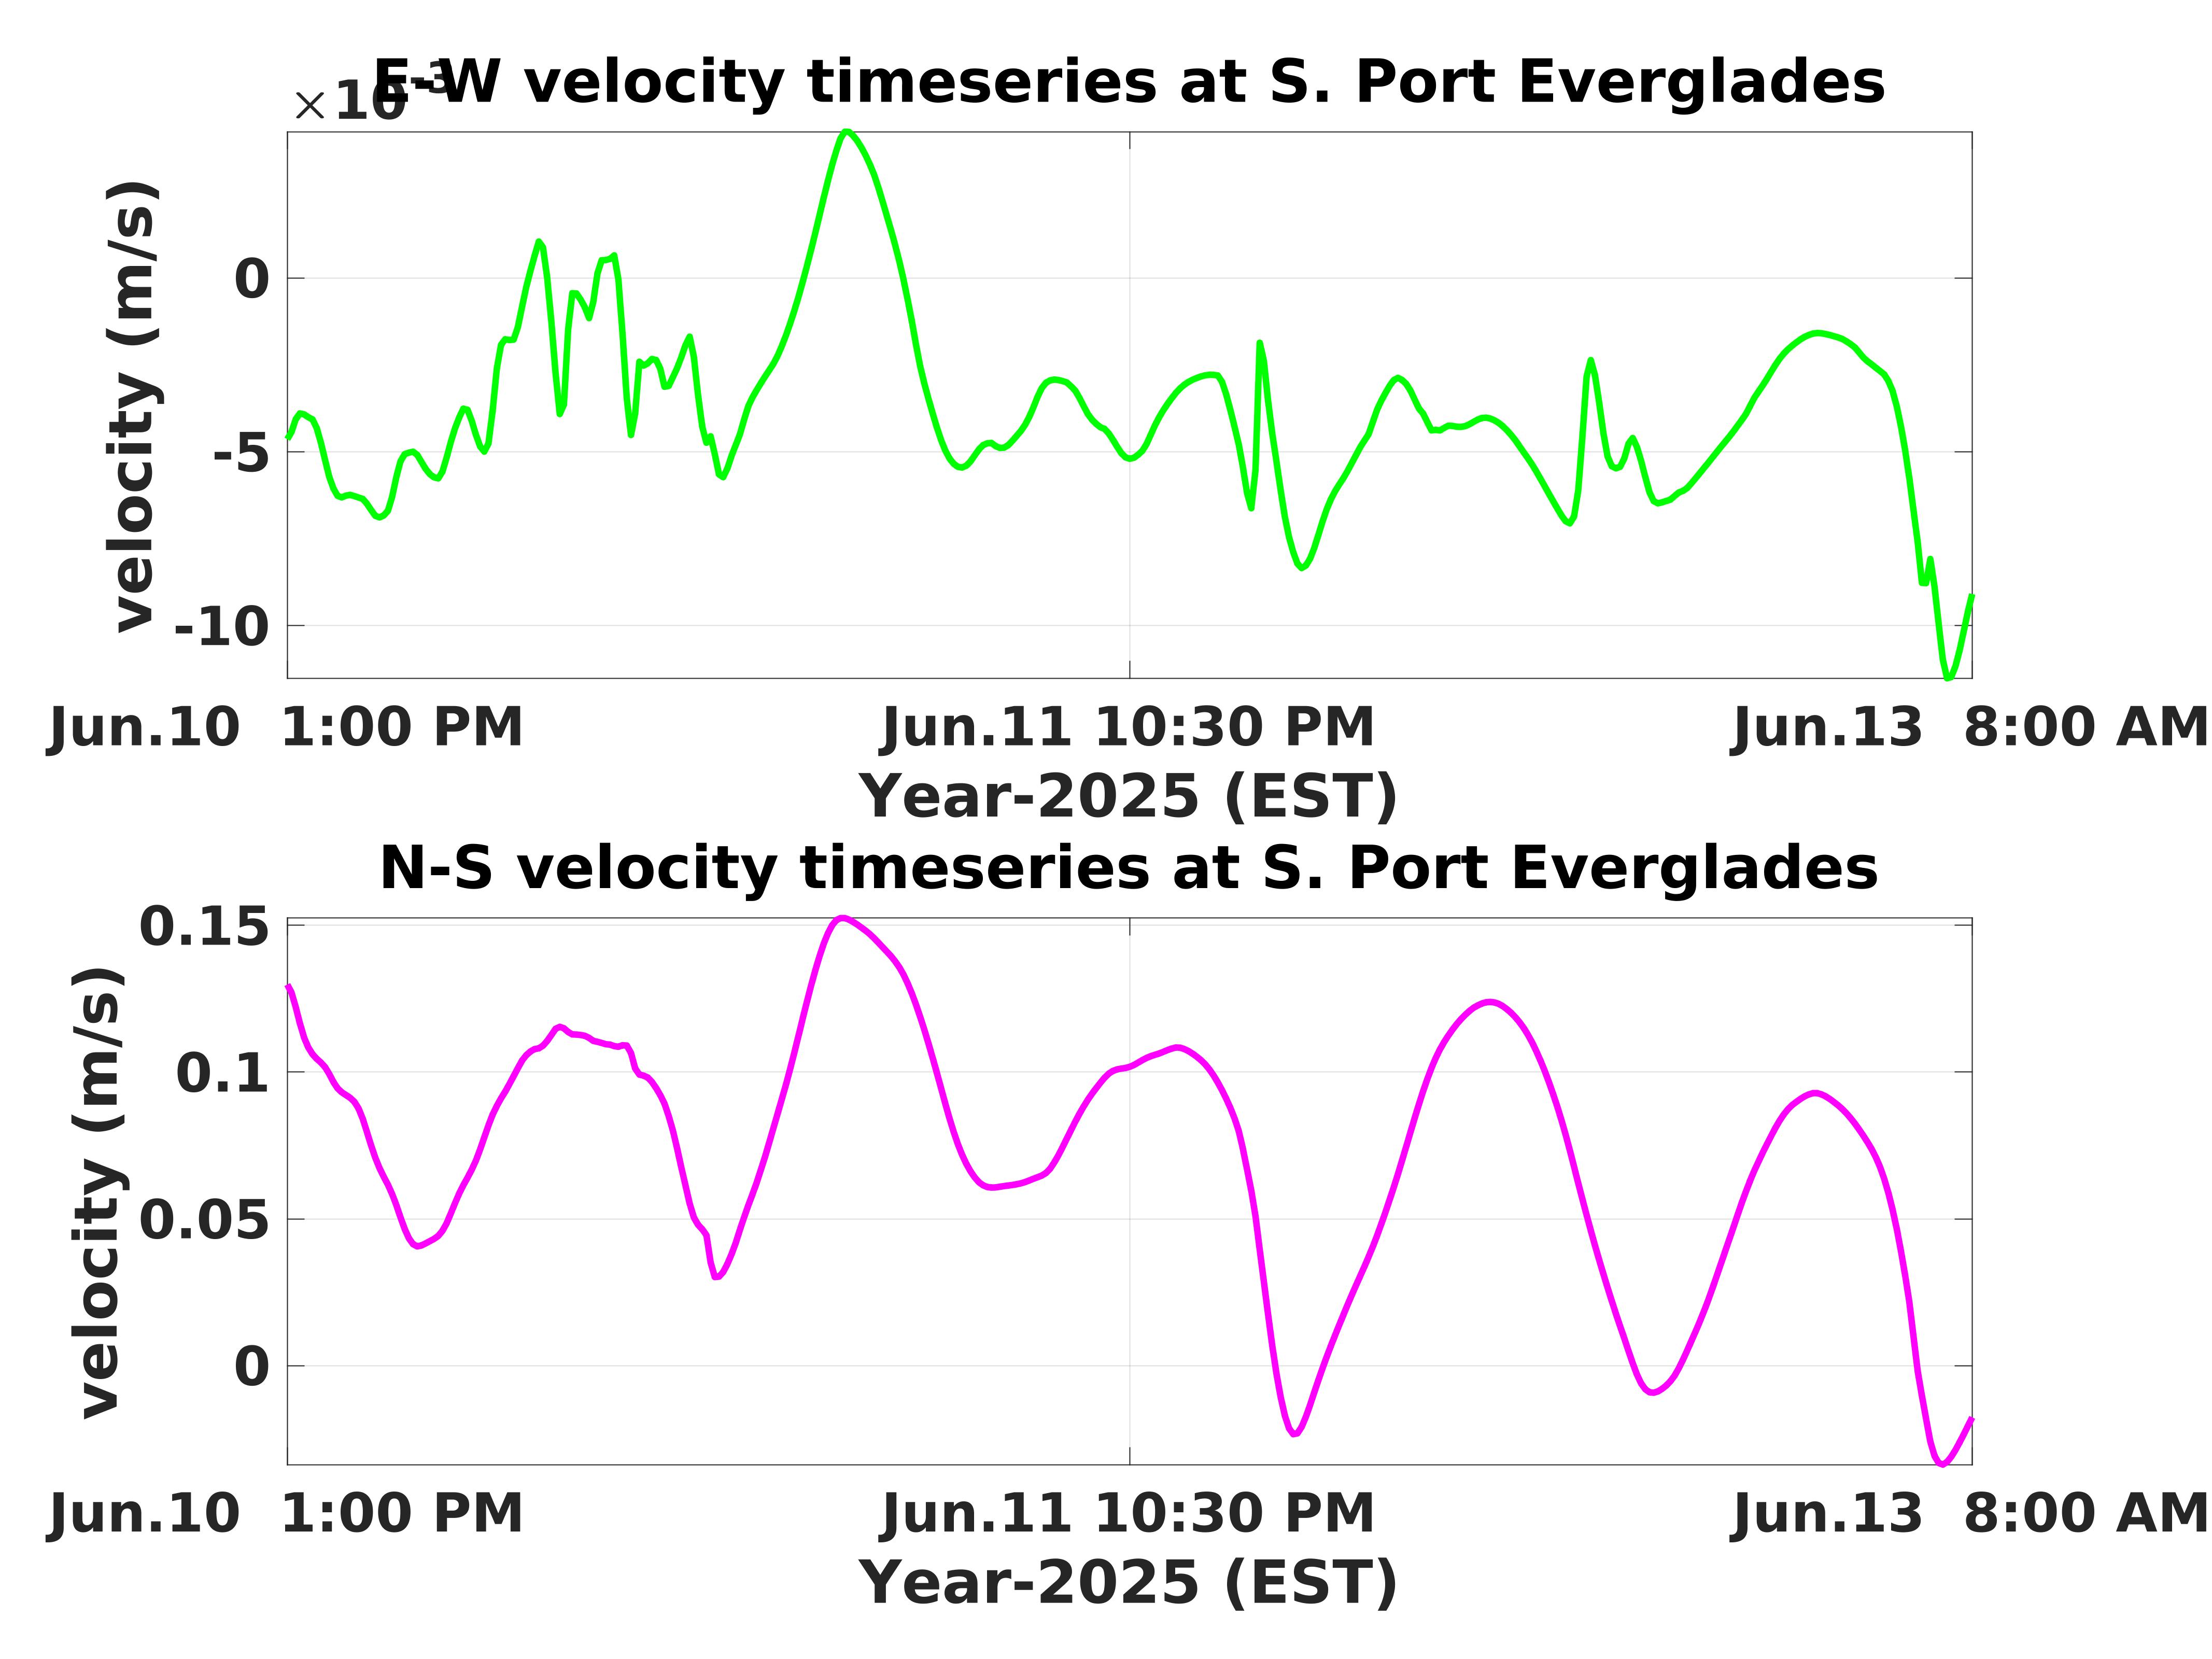 E-W velocity timeseries at S. Port Everglades
×10-3
velocity (m/s)
0
-5
-10
Jun.10 1:00 PM
Jun.11 10:30 PM
Jun.13 8:00 AM
Year-2025 (EST)
N-S velocity timeseries at S. Port Everglades
velocity (m/s)
0.15
0.1
0.05
0
Jun.10 1:00 PM
Jun.11 10:30 PM
Jun.13 8:00 AM
Year-2025 (EST)